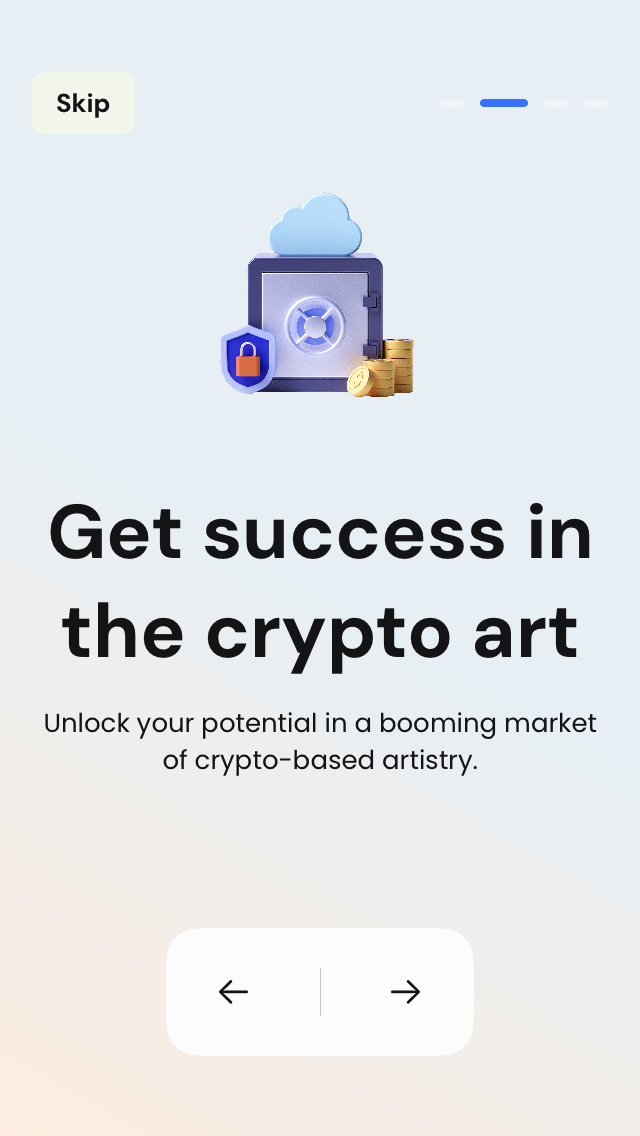 Skip
Get success in
the crypto art
Unlock your potential in a booming market
of crypto-based artistry.